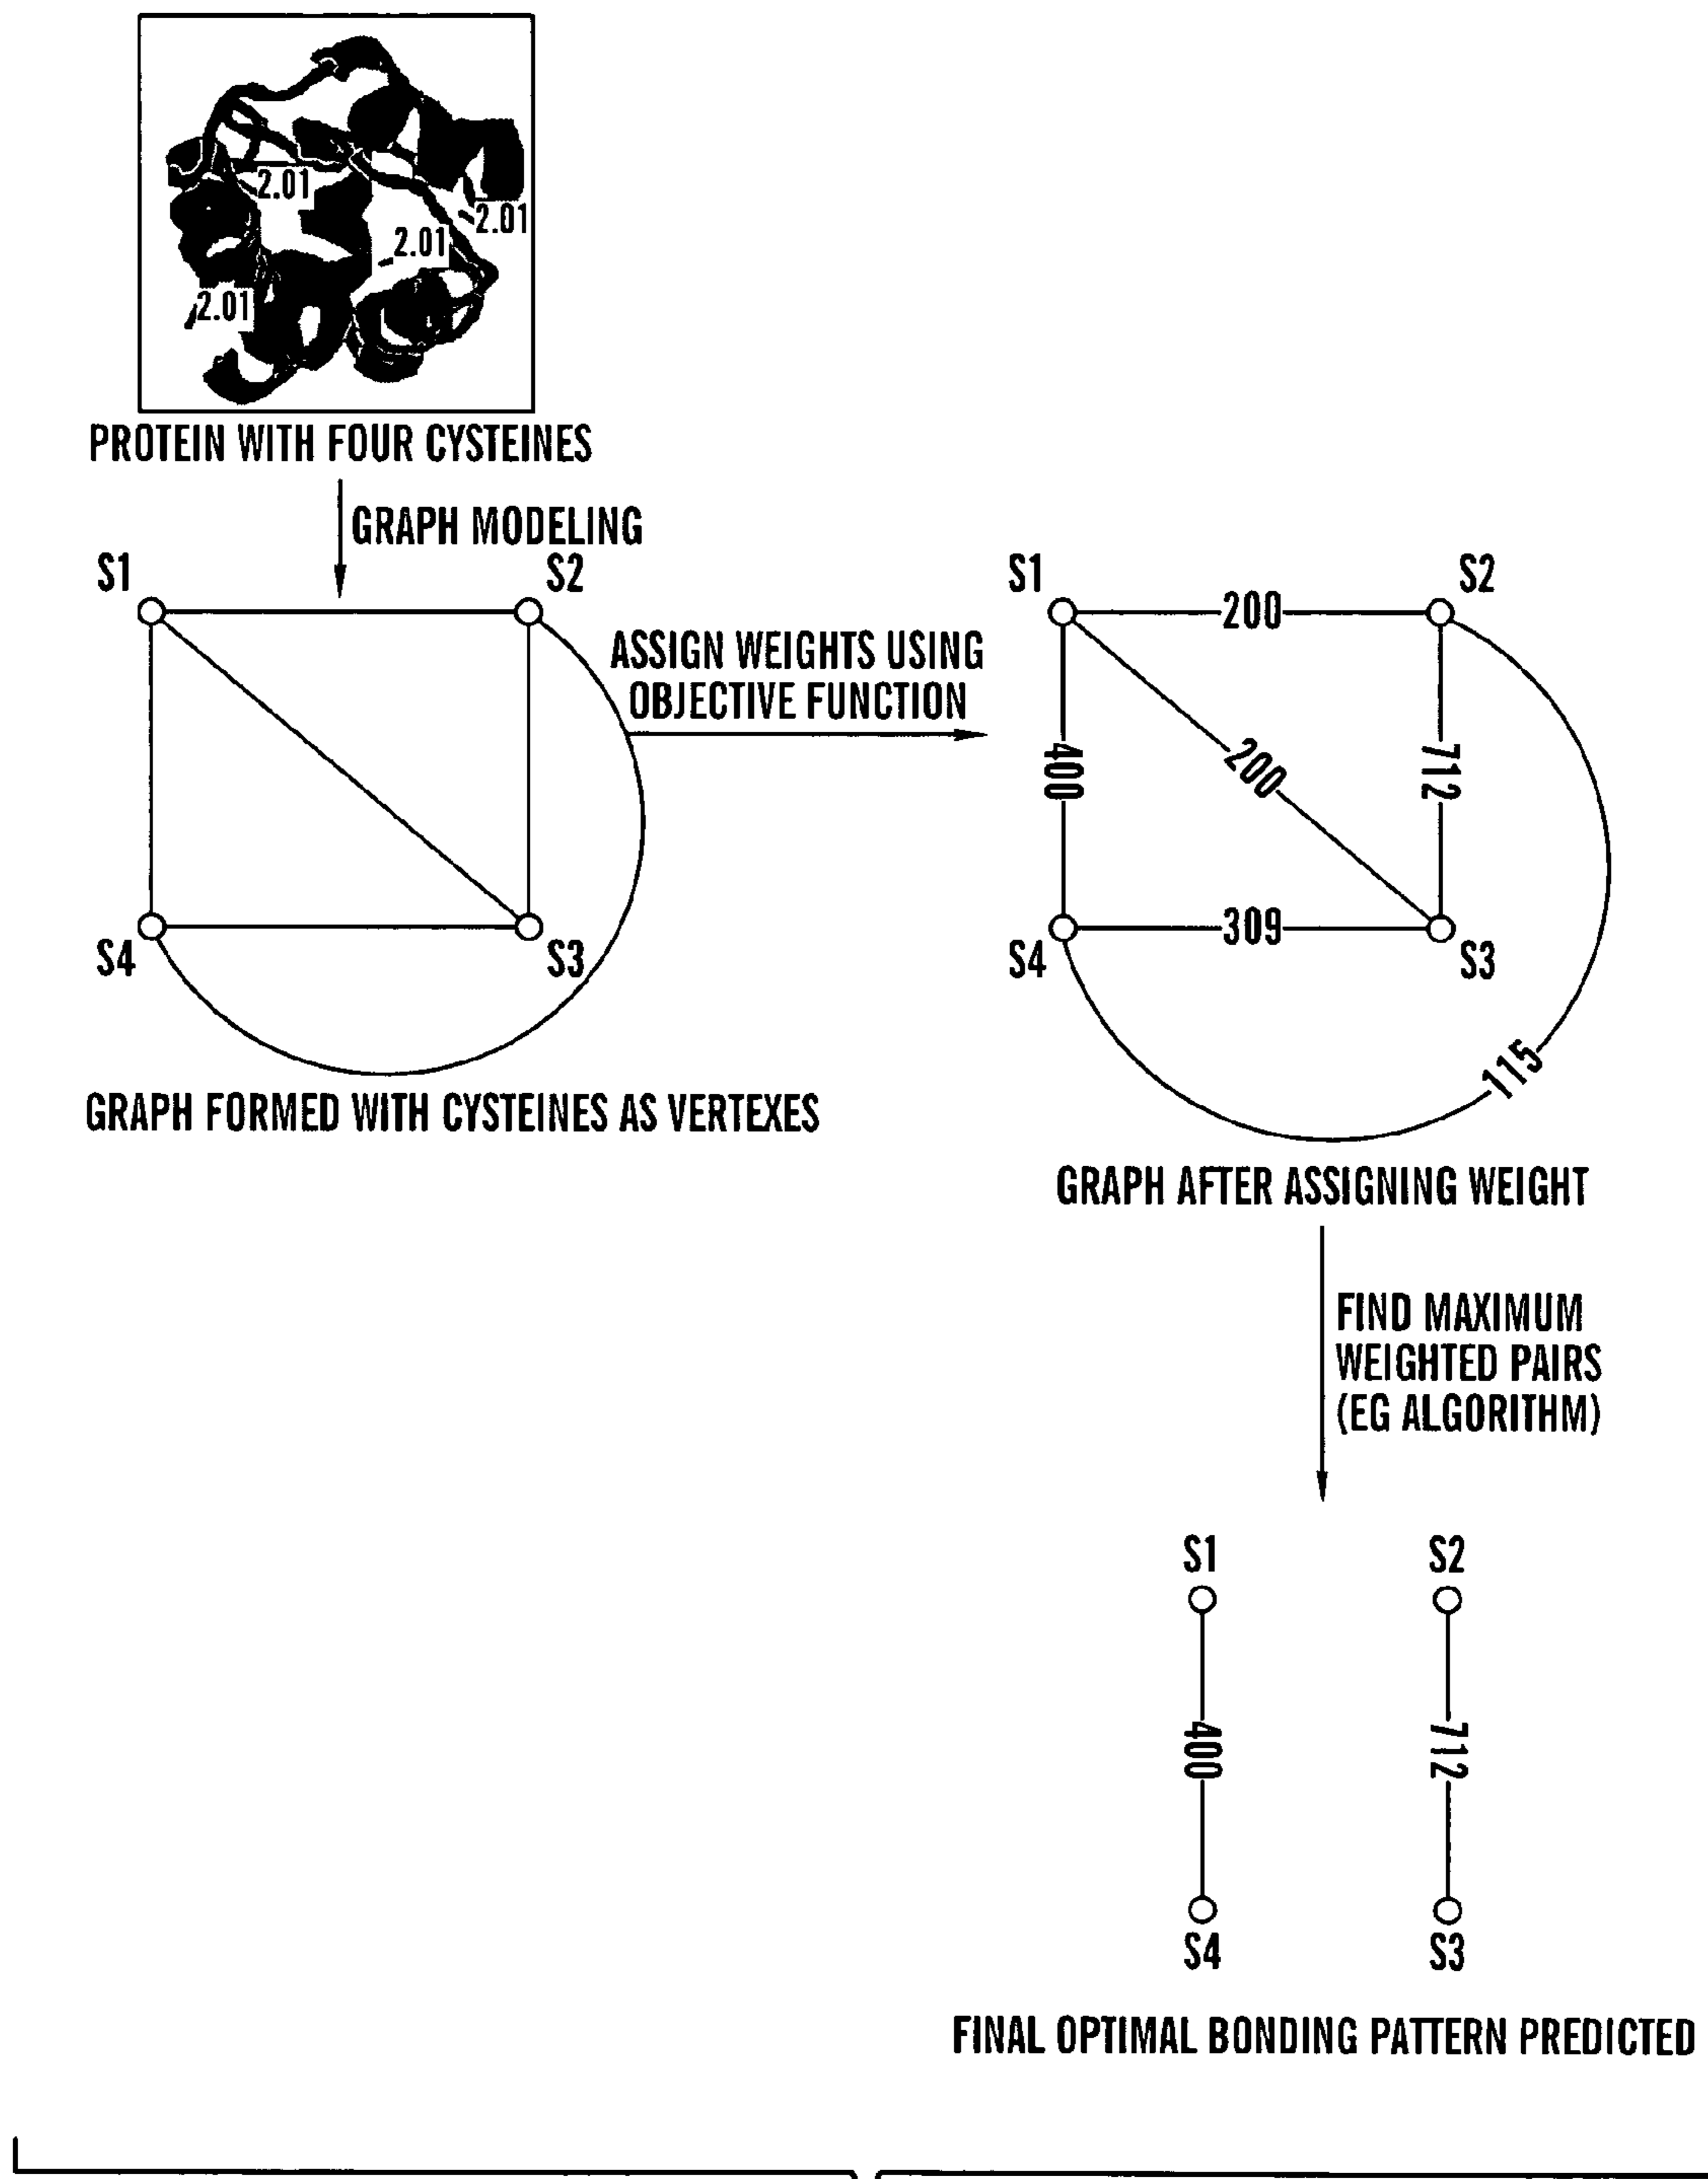 2.01
2.01
2.01
2.01
PROTEIN WITH FOUR CYSTEINES
GRAPH MODELING
S1
S2
S4
S3
GRAPH FORMED WITH CYSTEINES AS VERTEXES
ASSIGN WEIGHTS USING
OBJECTIVE FUNCTION
S1
S2
200
400
200
712
309
S4
S3
115
GRAPH AFTER ASSIGNING WEIGHT
FIND MAXIMUM
WEIGHTED PAIRS
(EG ALGORITHM)
S1
S2
400
712
S4
S3
FINAL OPTIMAL BONDING PATTERN PREDICTED